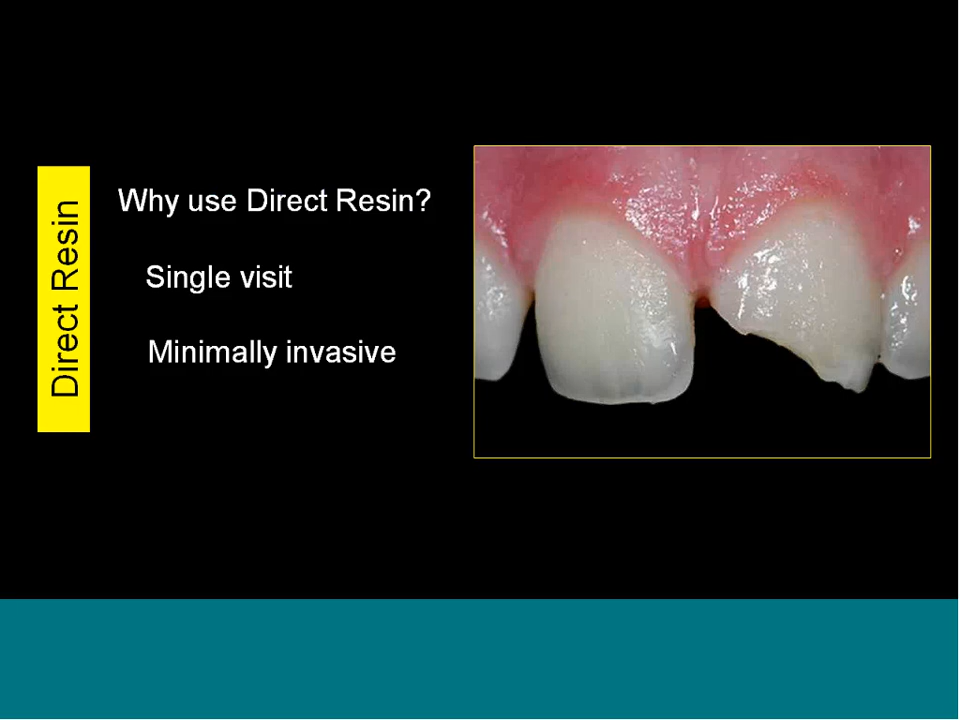 Direct Resin
Why use Direct Resin?
Single visit
Minimally invasive